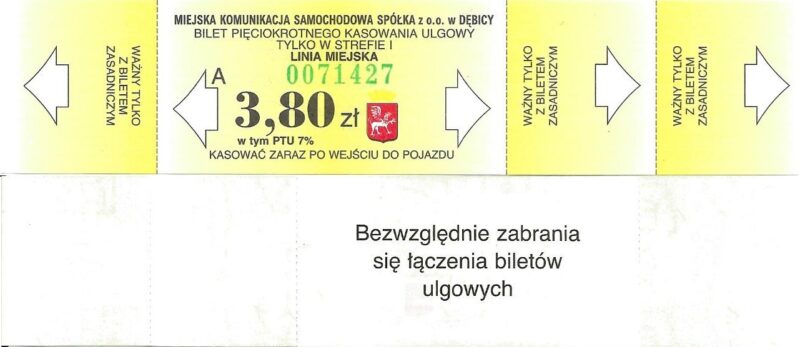 WAŻNY TYLKO
Z BILETEM
ZASADNICZYM
MIEJSKA KOMUNIKACJA SAMOCHODOWA SPÓŁKA z o.o. w DĘBICY
BILET PIĘCIOKROTNEGO KASOWANIA ULGOWY
TYLKO W STREFIE I
LINIA MIEJSKA
A 0071427
3,80 zł
w tym PTU 7%
KASOWAĆ ZARAZ PO WEJŚCIU DO POJAZDU
WAŻNY TYLKO
Z BILETEM
ZASADNICZYM
WAŻNY TYLKO
Z BILETEM
ZASADNICZYM
Bezwzględnie zabrania
się łączenia biletów
ulgowych